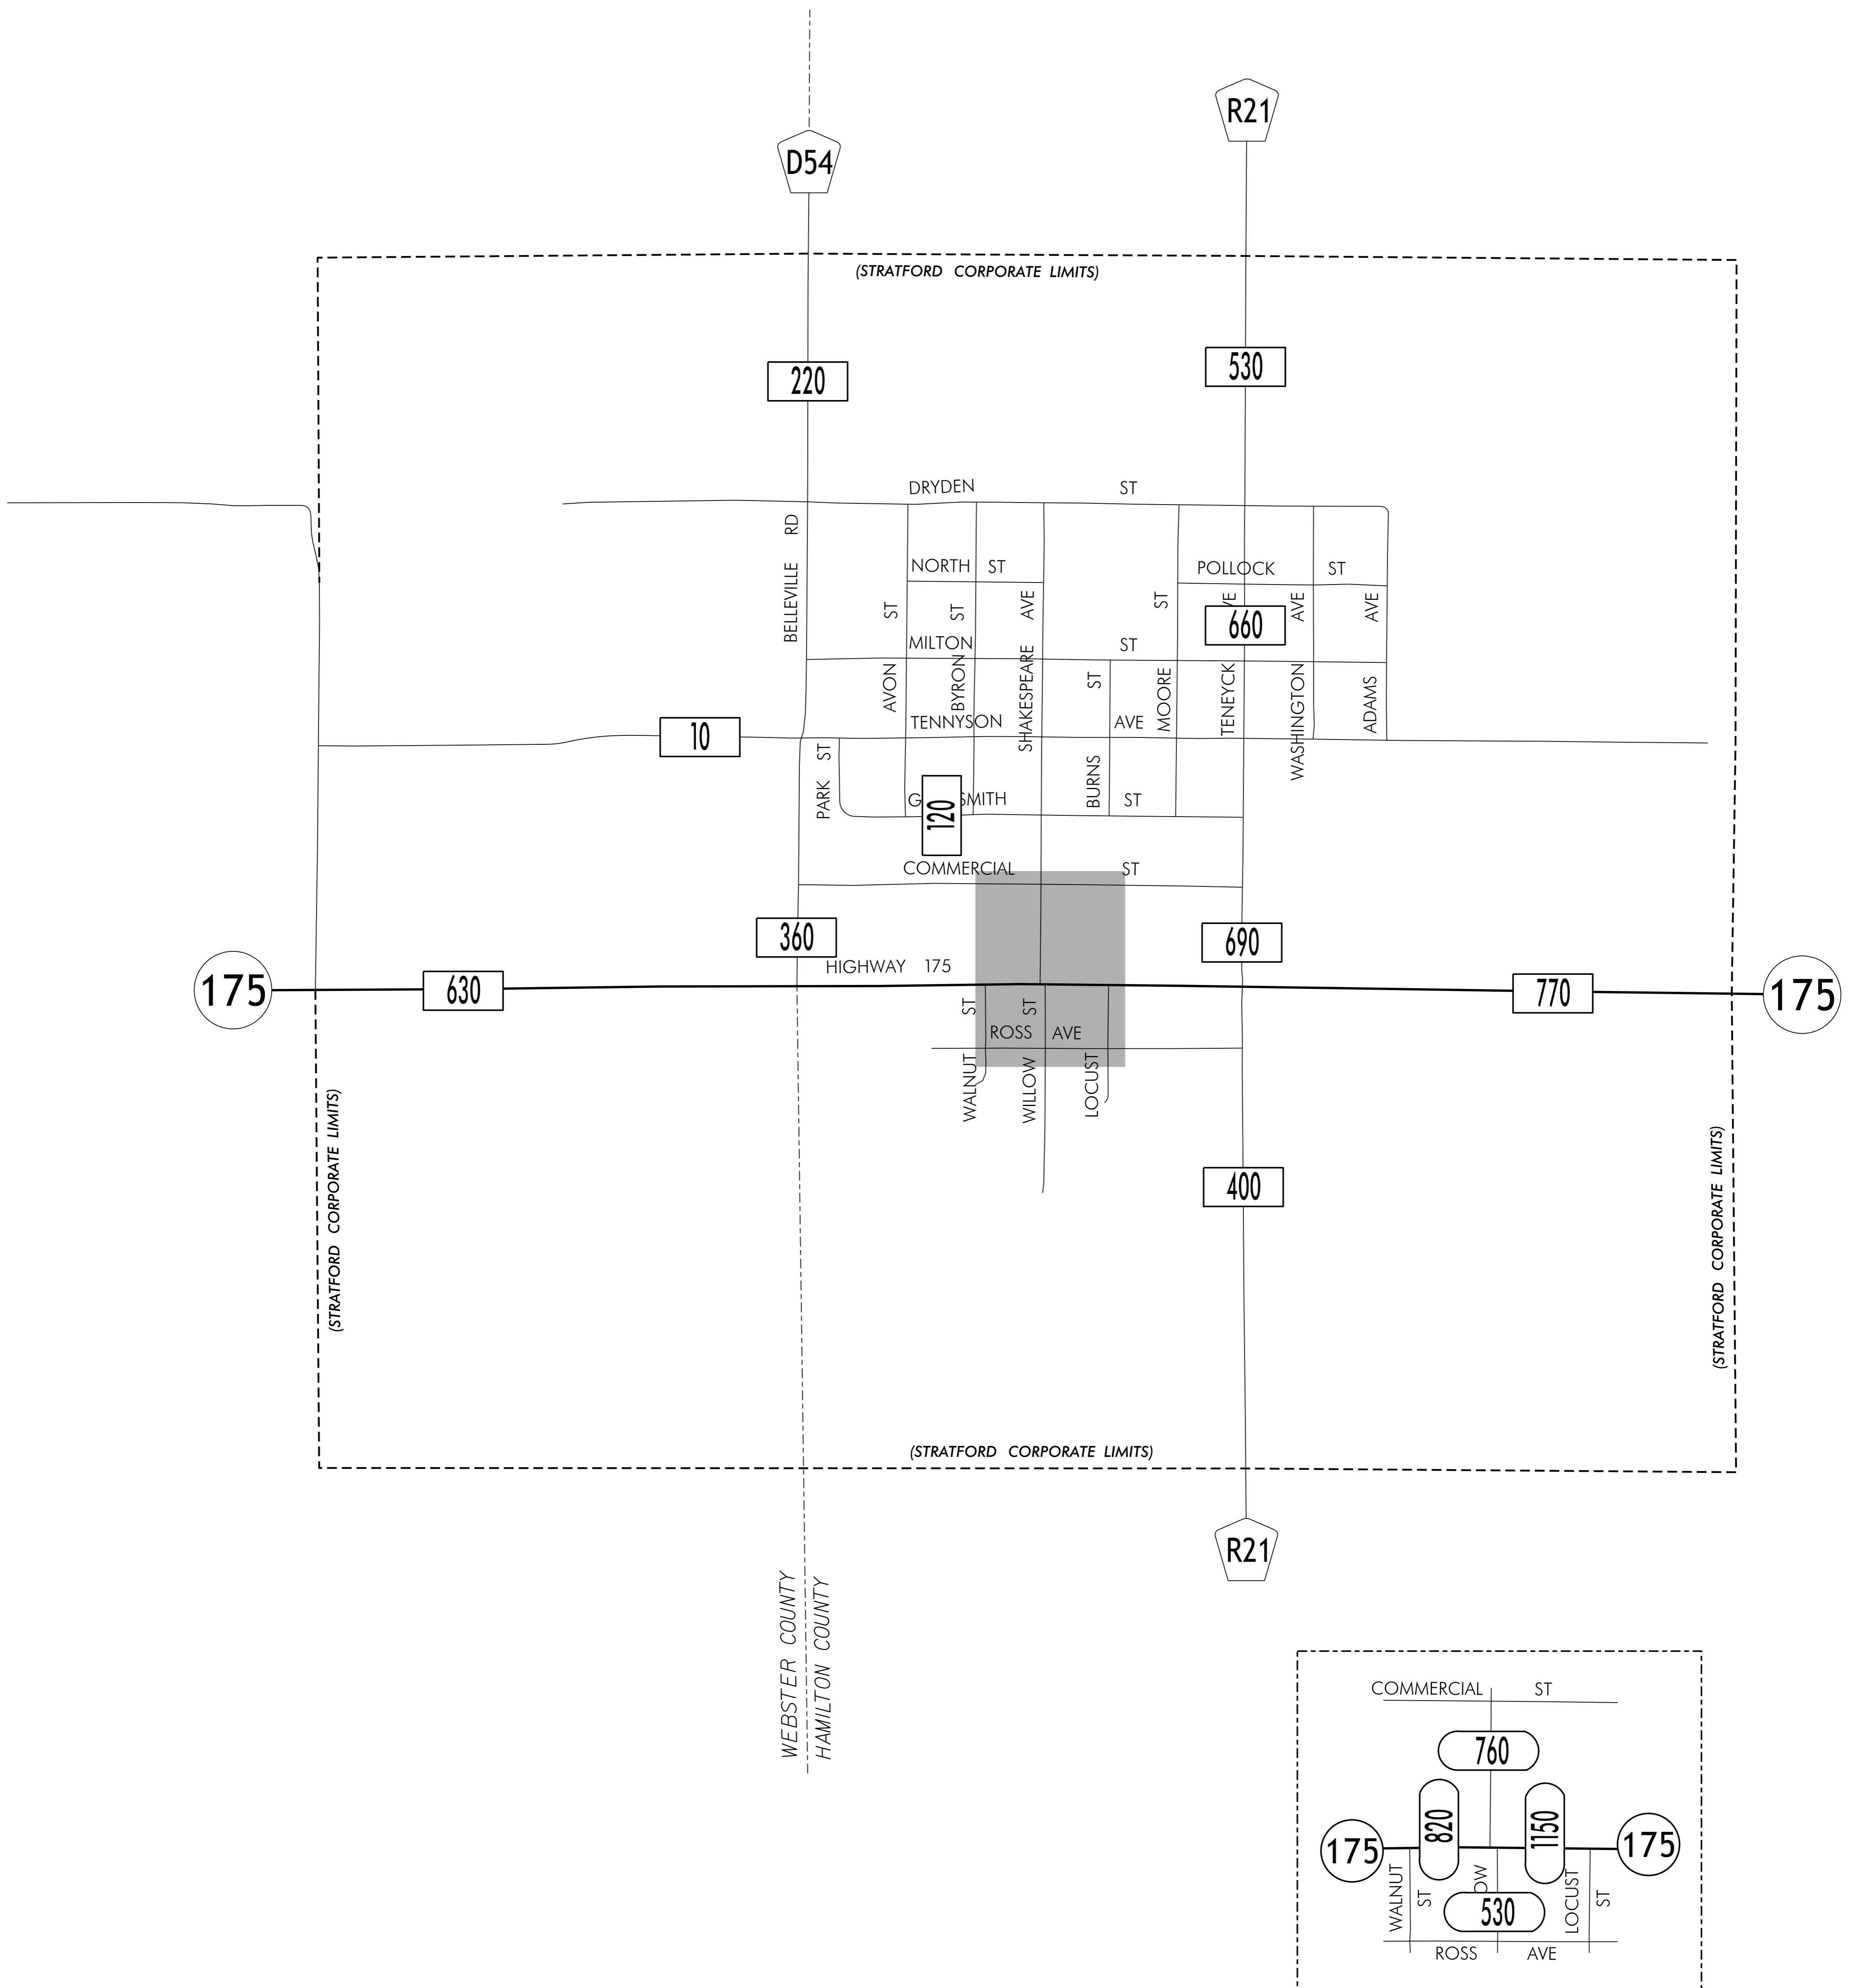 R21
D54
(STRATFORD CORPORATE LIMITS)
530
220
DRYDEN ST
BELLEVILLE RD
NORTH ST
POLLOCK ST
AVON ST
BYRON ST
SHAKESPEARE AVE
MOORE ST
660
TENEYCK
WASHINGTON AVE
ADAMS AVE
MILTON ST
BURNS ST
TENNYSON AVE
10
PARK ST
SMITH ST
120
COMMERCIAL ST
360
690
HIGHWAY 175
175
630
770
175
WALNUT ST
WILLOW ST
ROSS AVE
LOCUST
400
(STRATFORD CORPORATE LIMITS)
(STRATFORD CORPORATE LIMITS)
(STRATFORD CORPORATE LIMITS)
R21
WEBSTER COUNTY
HAMILTON COUNTY
COMMERCIAL ST
760
820
1150
175
175
WALNUT ST
OW
LOCUST ST
530
ROSS AVE